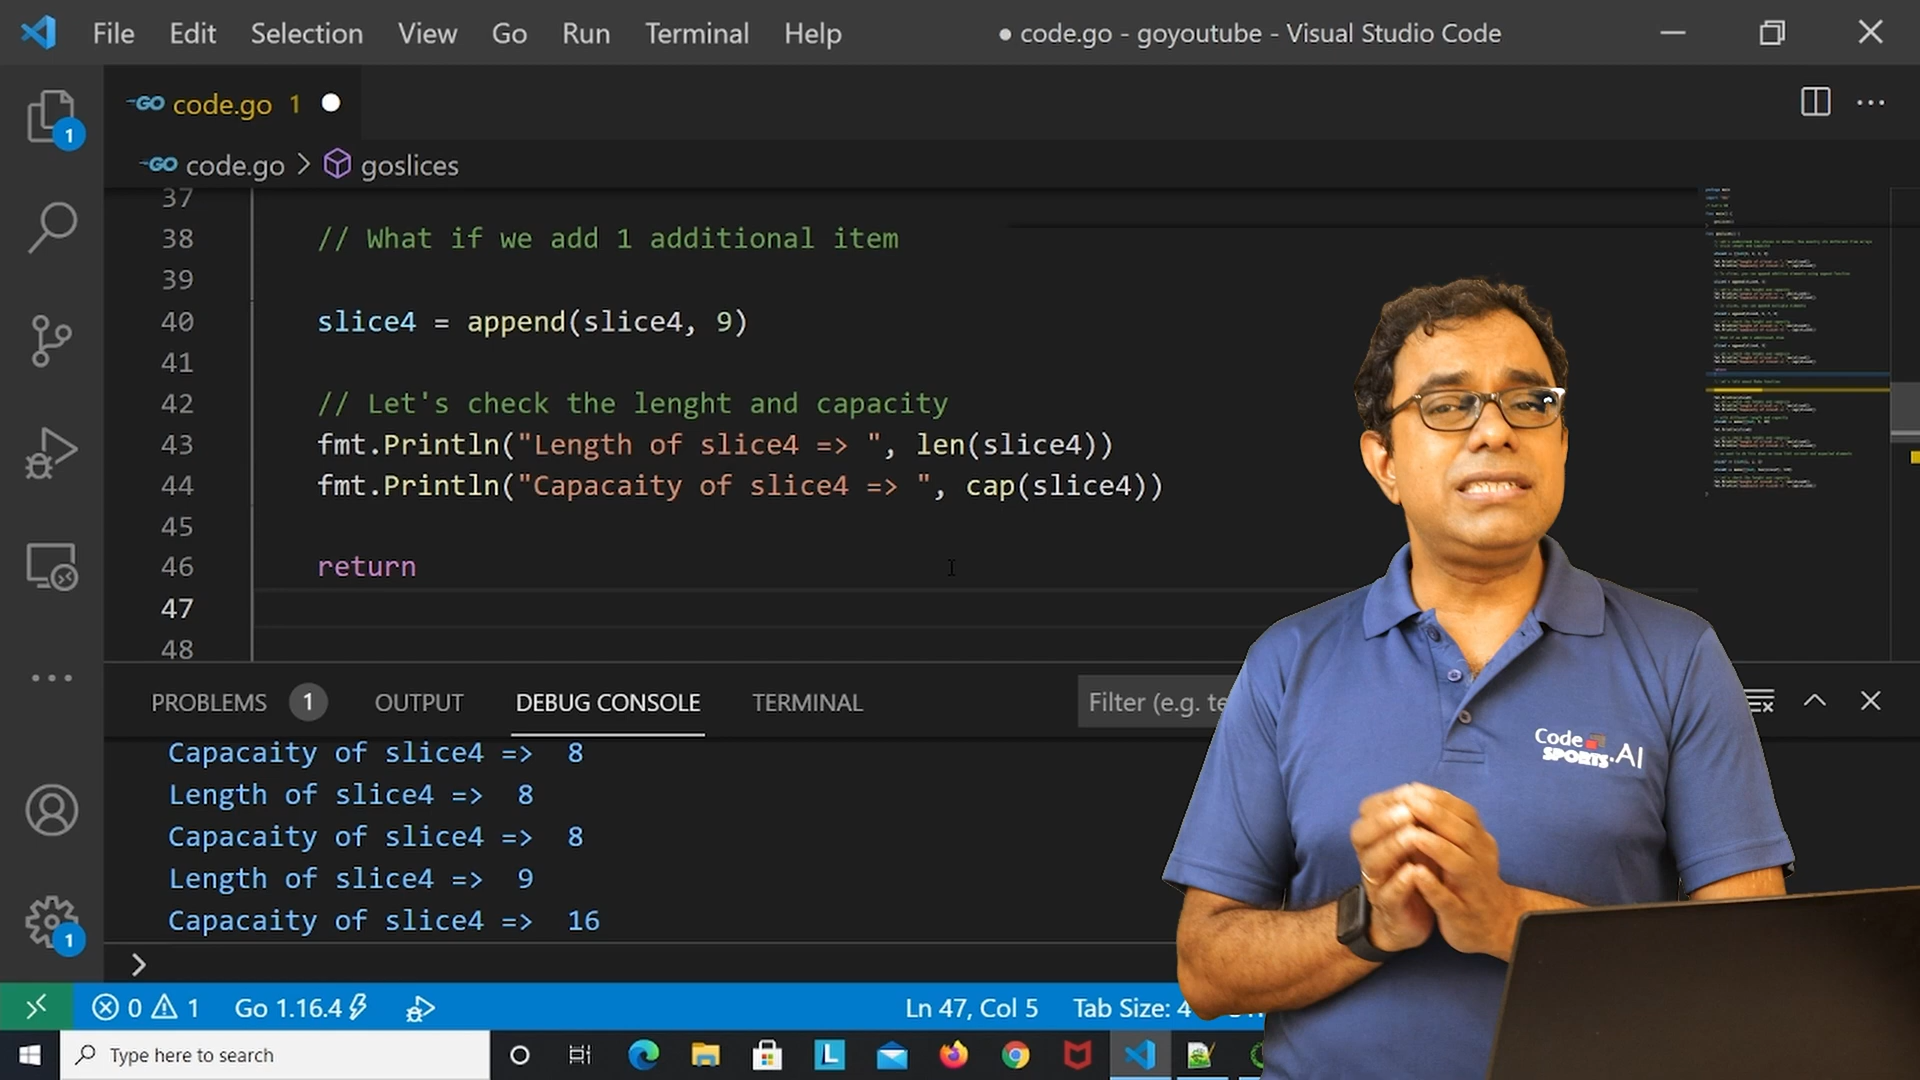 File Edit Selection View Go Run Terminal Help
● code.go - goyoutube - Visual Studio Code
1
GO code.go 1
GO code.go > goslices
37
38 // What if we add 1 additional item
39
40 slice4 = append(slice4, 9)
41
42 // Let's check the lenght and capacity
43 fmt.Println("Length of slice4 => ", len(slice4))
44 fmt.Println("Capacaity of slice4 => ", cap(slice4))
45
46 return
47
48
PROBLEMS 1 OUTPUT DEBUG CONSOLE TERMINAL Filter (e.g. te
Capacaity of slice4 => 8
Length of slice4 => 8
Capacaity of slice4 => 8
Length of slice4 => 9
Capacaity of slice4 => 16
>
1
Code
SPORTS.AI
0 1 Go 1.16.4 Ln 47, Col 5 Tab Size: 4
Type here to search
L